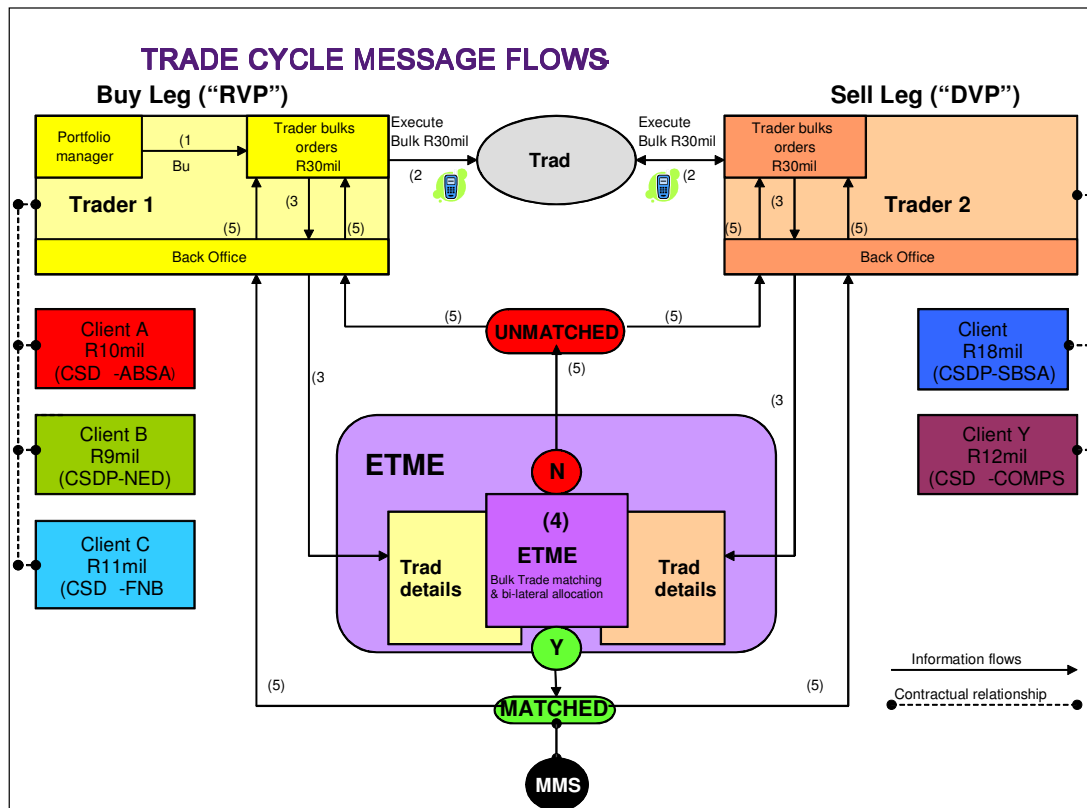 TRADE CYCLE MESSAGE FLOWS
Buy Leg (“RVP”)
Sell Leg (“DVP”)
Portfolio
manager
(1
Bu
Trader bulks
orders
R30mil
Execute
Bulk R30mil
(2
Trad
Execute
Bulk R30mil
(2
Trader bulks
orders
R30mil
Trader 1
(5)
(3
(5)
Back Office
Trader 2
(5)
(3
(5)
Back Office
(5)
UNMATCHED
(5)
(5)
Client A
R10mil
(CSD -ABSA)
Client B
R9mil
(CSDP-NED)
Client C
R11mil
(CSD -FNB
Client
R18mil
(CSDP-SBSA)
Client Y
R12mil
(CSD -COMPS
(3
(3
ETME
N
(4)
ETME
Bulk Trade matching
& bi-lateral allocation
Trad
details
Trad
details
Y
(5)
MATCHED
(5)
MMS
Information flows
Contractual relationship